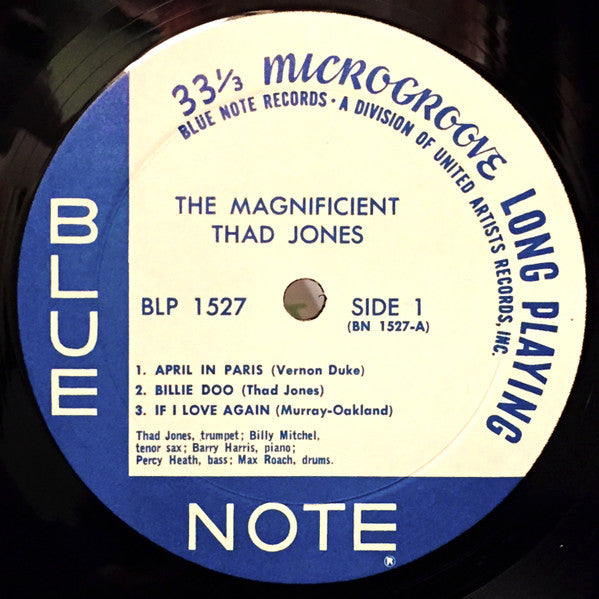 33 1/3 MICROGROOVE LONG PLAYING
BLUE NOTE RECORDS • A DIVISION OF UNITED ARTISTS RECORDS, INC.
THE MAGNIFICIENT
THAD JONES
BLP 1527
SIDE 1
(BN 1527-A)
1. APRIL IN PARIS (Vernon Duke)
2. BILLIE DOO (Thad Jones)
3. IF I LOVE AGAIN (Murray-Oakland)
Thad Jones, trumpet; Billy Mitchel,
tenor sax; Barry Harris, piano;
Percy Heath, bass; Max Roach, drums.
BLUE
NOTE ®